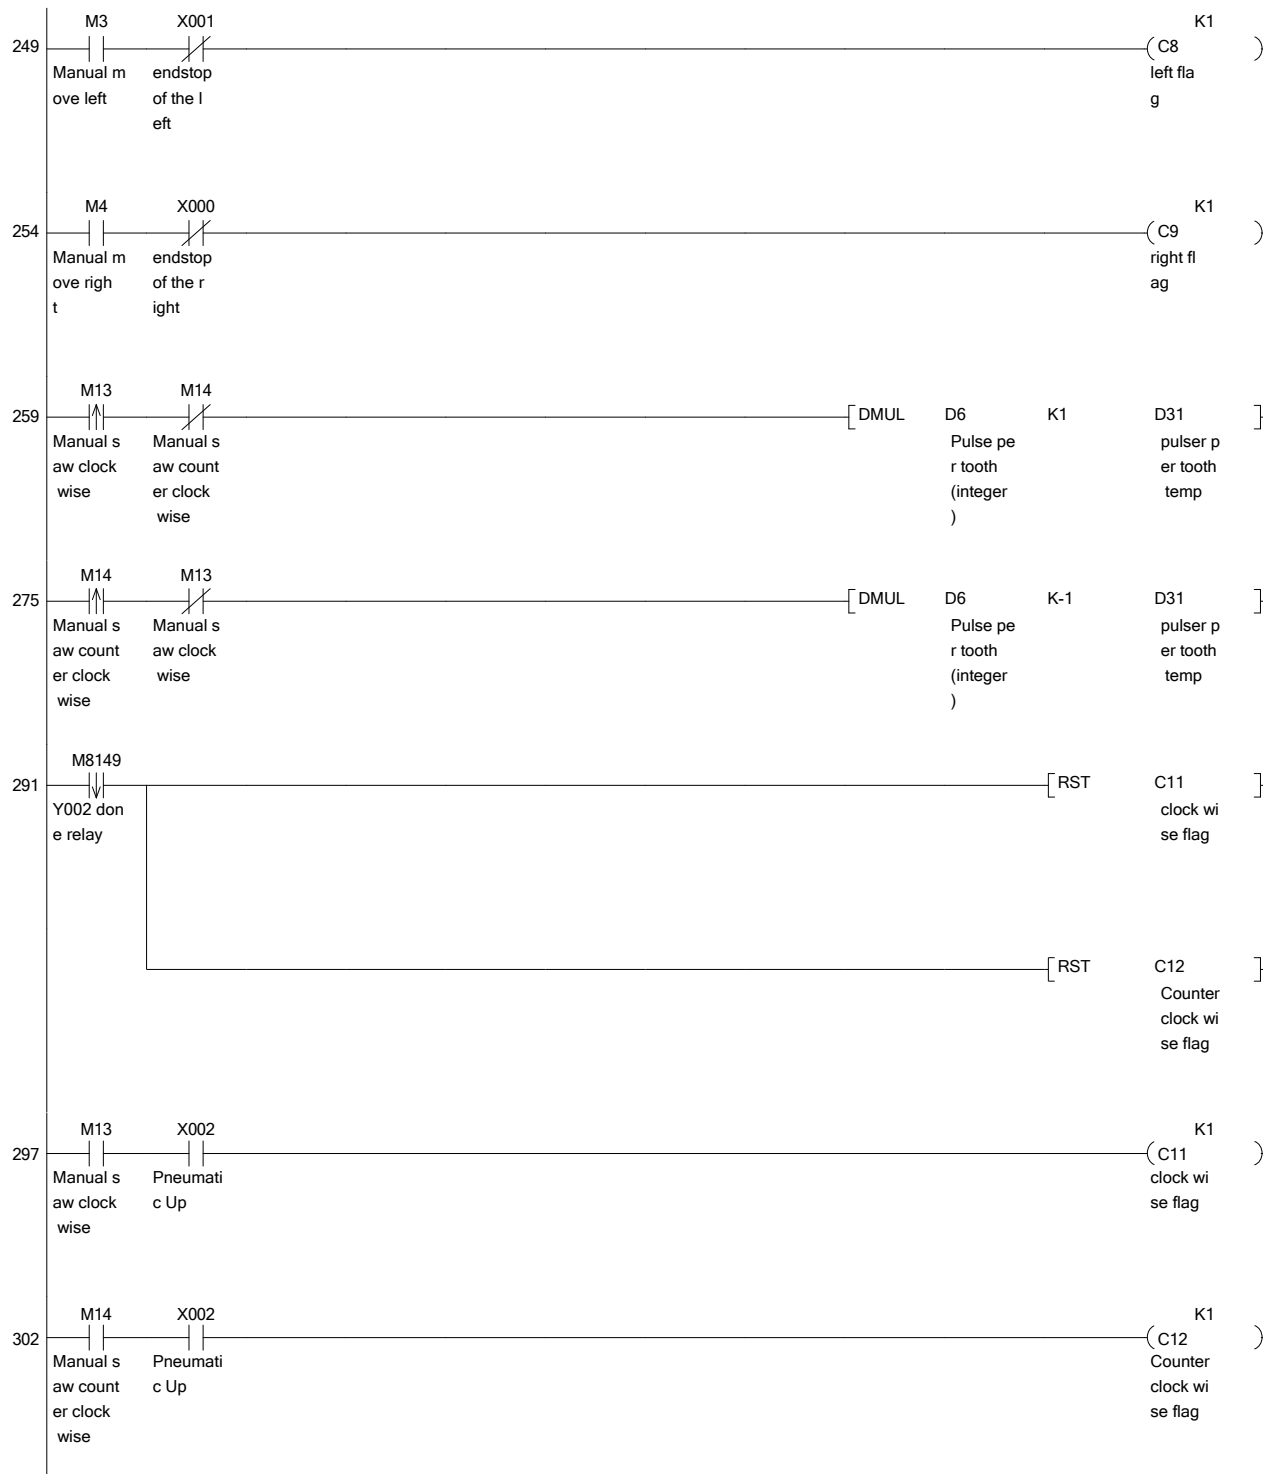 M3 X001 K1
249 C8
Manual m endstop left fla
ove left of the l g
eft
M4 X000 K1
254 C9
Manual m endstop right fl
ove righ of the r ag
t ight
M13 M14
259 DMUL D6 K1 D31
Manual s Manual s Pulse pe pulser p
aw clock aw count r tooth er tooth
wise er clock (integer temp
wise )
M14 M13
275 DMUL D6 K-1 D31
Manual s Manual s Pulse pe pulser p
aw count aw clock r tooth er tooth
er clock wise (integer temp
wise )
M8149
291 RST C11
Y002 don clock wi
e relay se flag
RST C12
Counter
clock wi
se flag
M13 X002 K1
297 C11
Manual s Pneumati clock wi
aw clock c Up se flag
wise
M14 X002 K1
302 C12
Manual s Pneumati Counter
aw count c Up clock wi
er clock se flag
wise